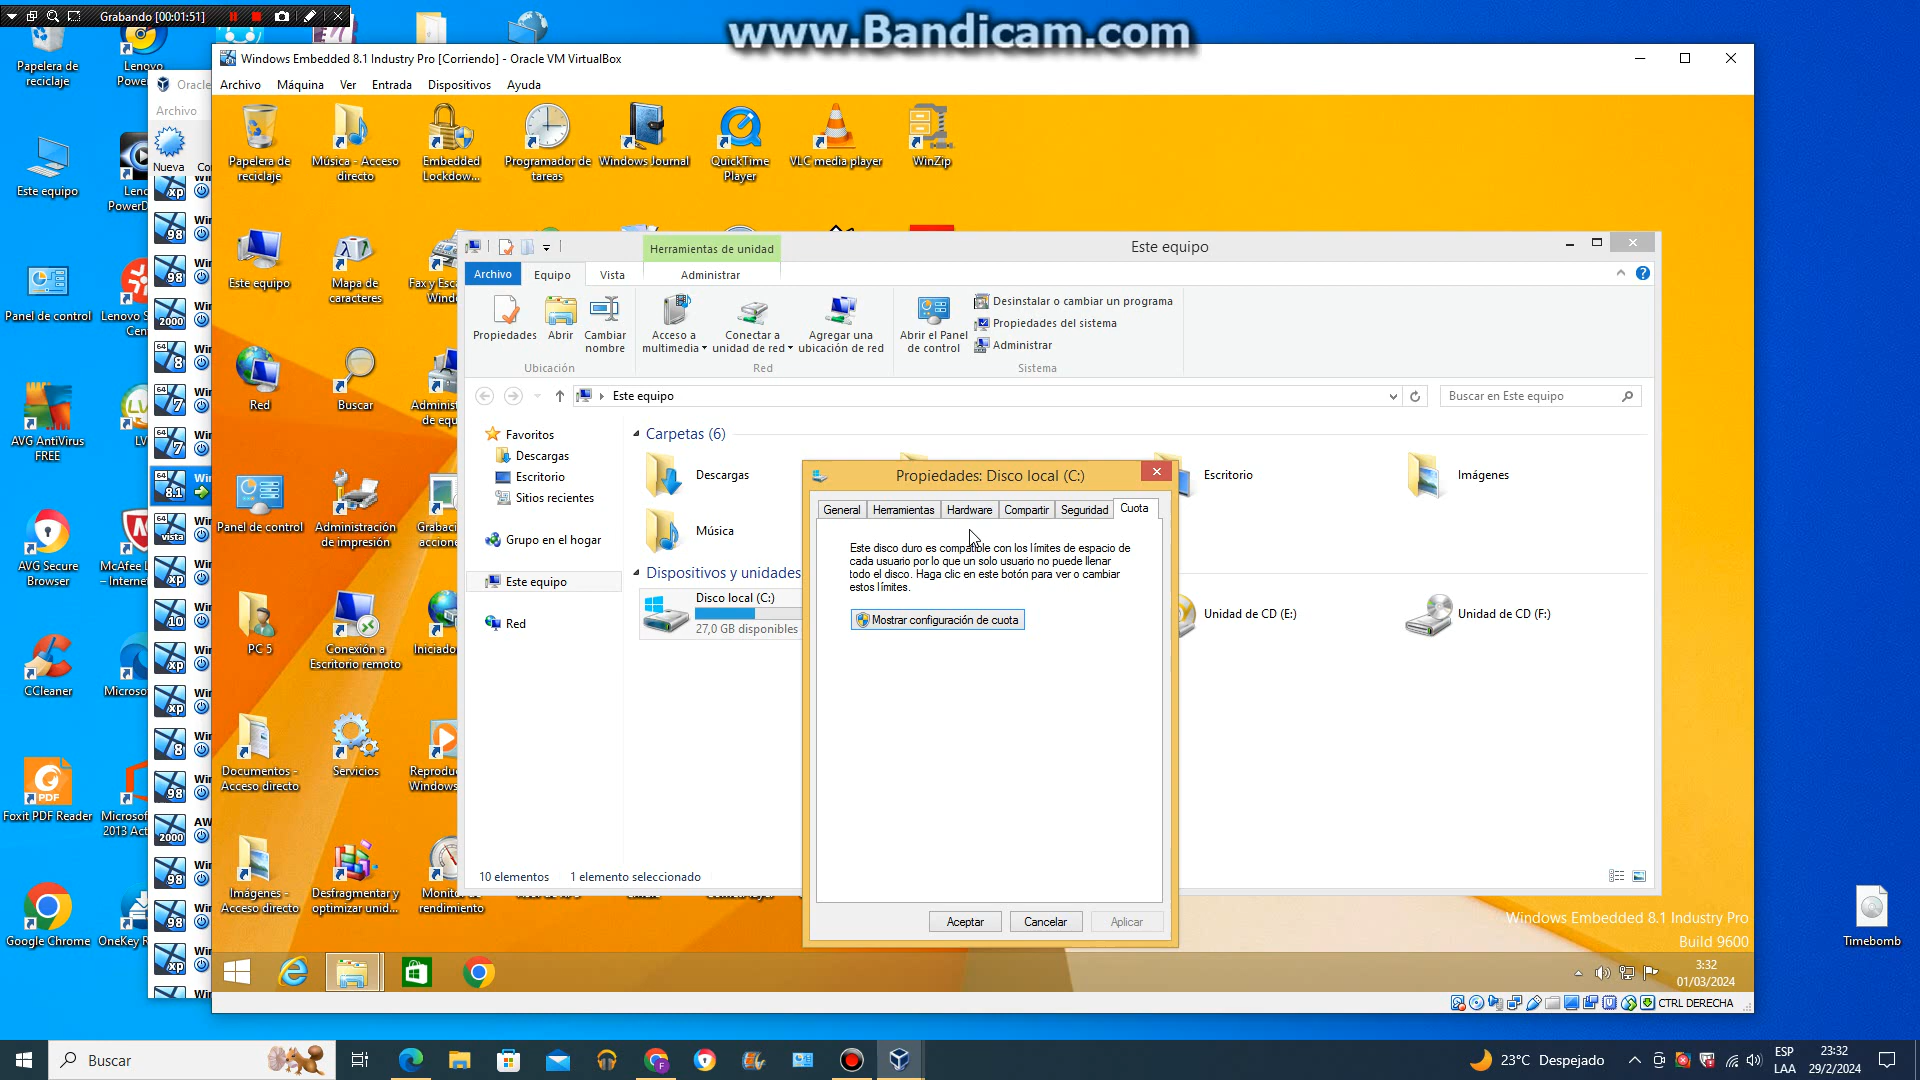 Grabando [00:01:51]
www.Bandicam.com
Windows Embedded 8.1 Industry Pro [Corriendo] - Oracle VM VirtualBox
Archivo Máquina Ver Entrada Dispositivos Ayuda
Papelera de reciclaje
Este equipo
Panel de control
AVG AntiVirus FREE
AVG Secure Browser
CCleaner
Foxit PDF Reader
Google Chrome
Lenovo
Archivo
Nueva
Papelera de reciclaje
Música - Acceso directo
Embedded Lockdow...
Programador de tareas
Windows Journal
QuickTime Player
VLC media player
WinZip
Este equipo
Mapa de caracteres
Red
Buscar
Panel de control
Administración de impresión
PC 5
Conexión a Escritorio remoto
Documentos - Acceso directo
Servicios
Imágenes - Acceso directo
Desfragmentar y optimizar unid...
Herramientas de unidad
Este equipo
Archivo Equipo Vista Administrar
Propiedades
Abrir
Cambiar nombre
Ubicación
Acceso a multimedia
Conectar a unidad de red
Agregar una ubicación de red
Red
Abrir el Panel de control
Desinstalar o cambiar un programa
Propiedades del sistema
Administrar
Sistema
Este equipo
Buscar en Este equipo
Favoritos
Descargas
Escritorio
Sitios recientes
Grupo en el hogar
Este equipo
Red
Carpetas (6)
Descargas
Escritorio
Imágenes
Música
Dispositivos y unidades
Disco local (C:)
27,0 GB disponibles
Unidad de CD (E:)
Unidad de CD (F:)
10 elementos 1 elemento seleccionado
Propiedades: Disco local (C:)
General Herramientas Hardware Compartir Seguridad Cuota
Este disco duro es compatible con los límites de espacio de
cada usuario por lo que un solo usuario no puede llenar
todo el disco. Haga clic en este botón para ver o cambiar
estos límites.
Mostrar configuración de cuota
Aceptar Cancelar Aplicar
Windows Embedded 8.1 Industry Pro
Build 9600
3:32
01/03/2024
CTRL DERECHA
Timebomb
Buscar
23°C Despejado
ESP
LAA
23:32
29/2/2024